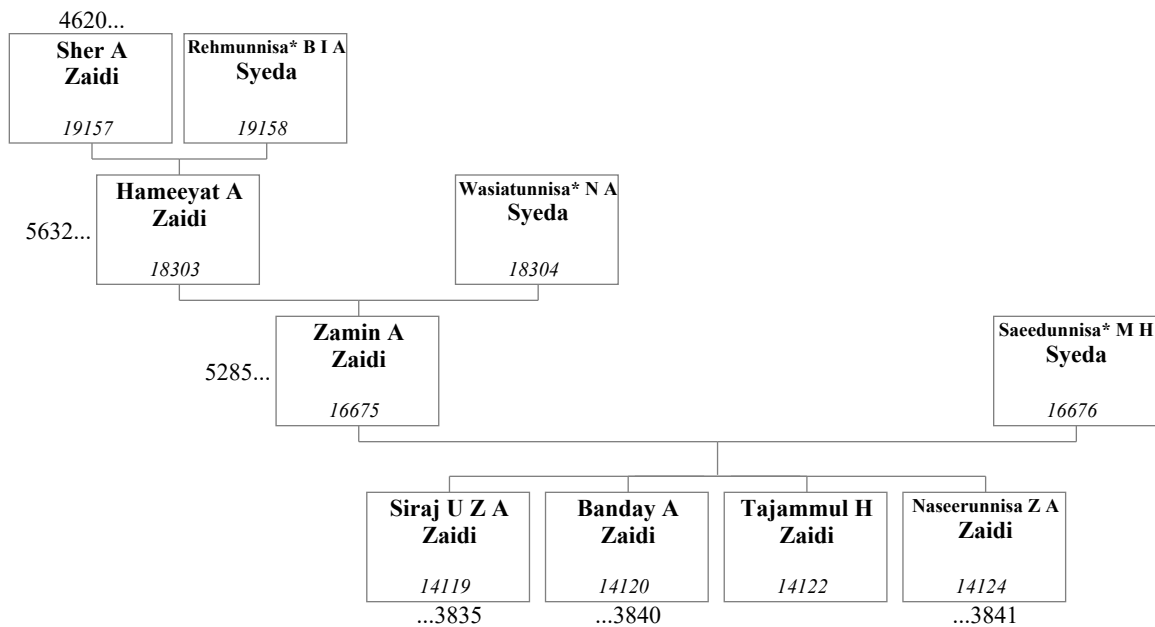 4620...
Sher A
Zaidi
19157
Rehmunnisa* B I A
Syeda
19158
5632...
Hameeyat A
Zaidi
18303
Wasiatunnisa* N A
Syeda
18304
5285...
Zamin A
Zaidi
16675
Saeedunnisa* M H
Syeda
16676
Siraj U Z A
Zaidi
14119
...3835
Banday A
Zaidi
14120
...3840
Tajammul H
Zaidi
14122
Naseerunnisa Z A
Zaidi
14124
...3841